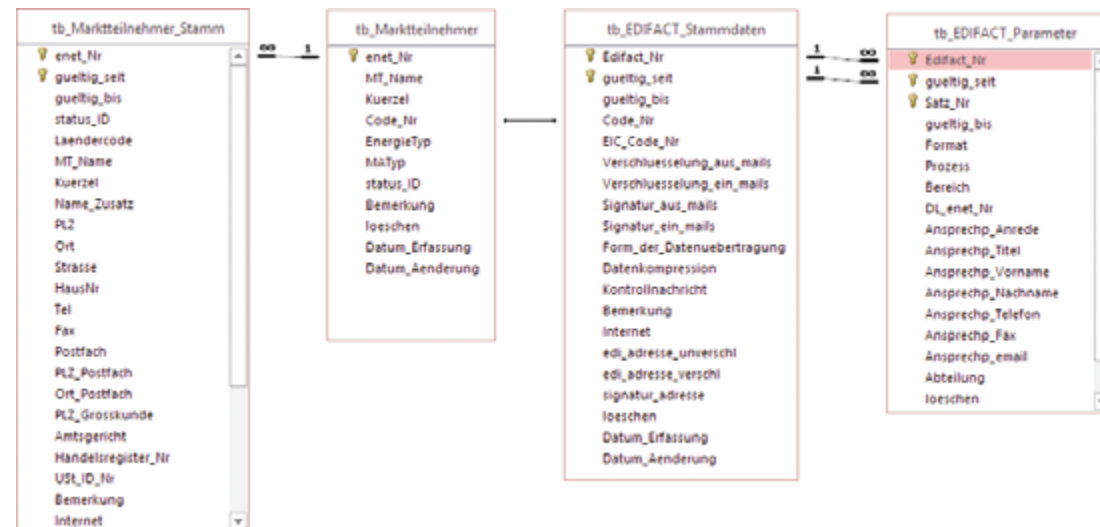 tb_Marktteilnehmer_Stamm
enet_Nr
gueltig_seit
gueltig_bis
status_ID
Laendercode
MT_Name
Kuerzel
Name_Zusatz
PLZ
Ort
Strasse
HausNr
Tel
Fax
Postfach
PLZ_Postfach
Ort_Postfach
PLZ_Grosskunde
Amtsgericht
Handelsregister_Nr
USt_ID_Nr
Bemerkung
Internet
∞ 1
tb_Marktteilnehmer
enet_Nr
MT_Name
Kuerzel
Code_Nr
EnergieTyp
MATyp
status_ID
Bemerkung
loeschen
Datum_Erfassung
Datum_Aenderung
tb_EDIFACT_Stammdaten
Edifact_Nr
gueltig_seit
gueltig_bis
Code_Nr
EIC_Code_Nr
Verschluesselung_aus_mails
Verschluesselung_ein_mails
Signatur_aus_mails
Signatur_ein_mails
Form_der_Datenuebertragung
Datenkompression
Kontrollnachricht
Bemerkung
Internet
edi_adresse_unverschl
edi_adresse_verschl
signatur_adresse
loeschen
Datum_Erfassung
Datum_Aenderung
1 ∞
1 ∞
tb_EDIFACT_Parameter
Edifact_Nr
gueltig_seit
Satz_Nr
gueltig_bis
Format
Prozess
Bereich
DL_enet_Nr
Ansprechp_Anrede
Ansprechp_Titel
Ansprechp_Vorname
Ansprechp_Nachname
Ansprechp_Telefon
Ansprechp_Fax
Ansprechp_email
Abteilung
loeschen